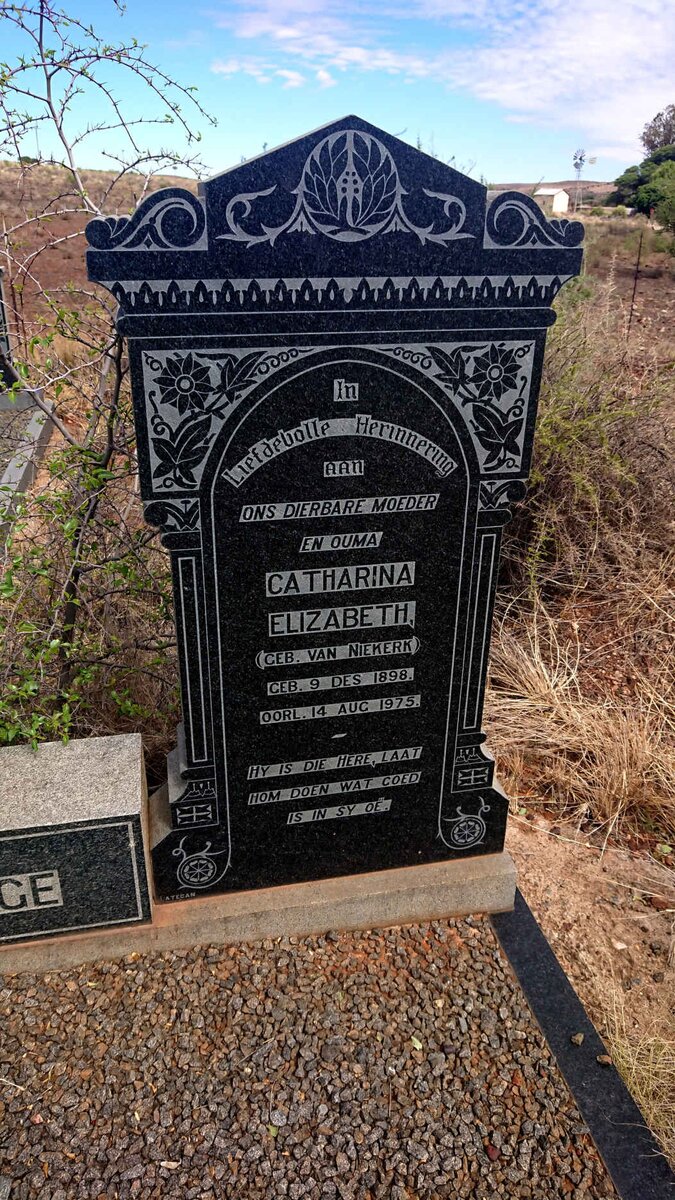 In
Liefdevolle Herinnering
aan
ONS DIERBARE MOEDER
EN OUMA
CATHARINA
ELIZABETH,
(GEB. VAN NIEKERK)
GEB. 9 DES 1898.
OORL. 14 AUG 1975.
~
HY IS DIE HERE, LAAT
HOM DOEN WAT GOED
IS IN SY OË.
GE